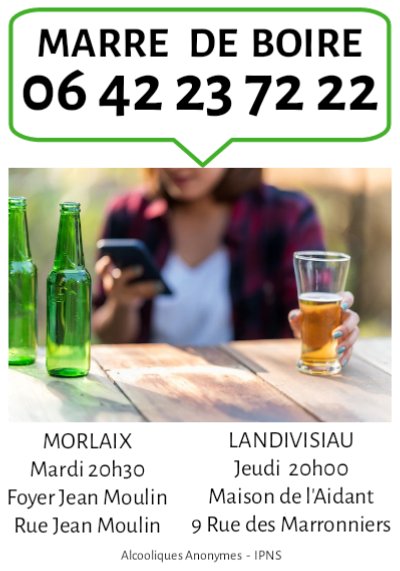 MARRE DE BOIRE
06 42 23 72 22
MORLAIX
Mardi 20h30
Foyer Jean Moulin
Rue Jean Moulin
LANDIVISIAU
Jeudi 20h00
Maison de l'Aidant
9 Rue des Marronniers
Alcooliques Anonymes - IPNS